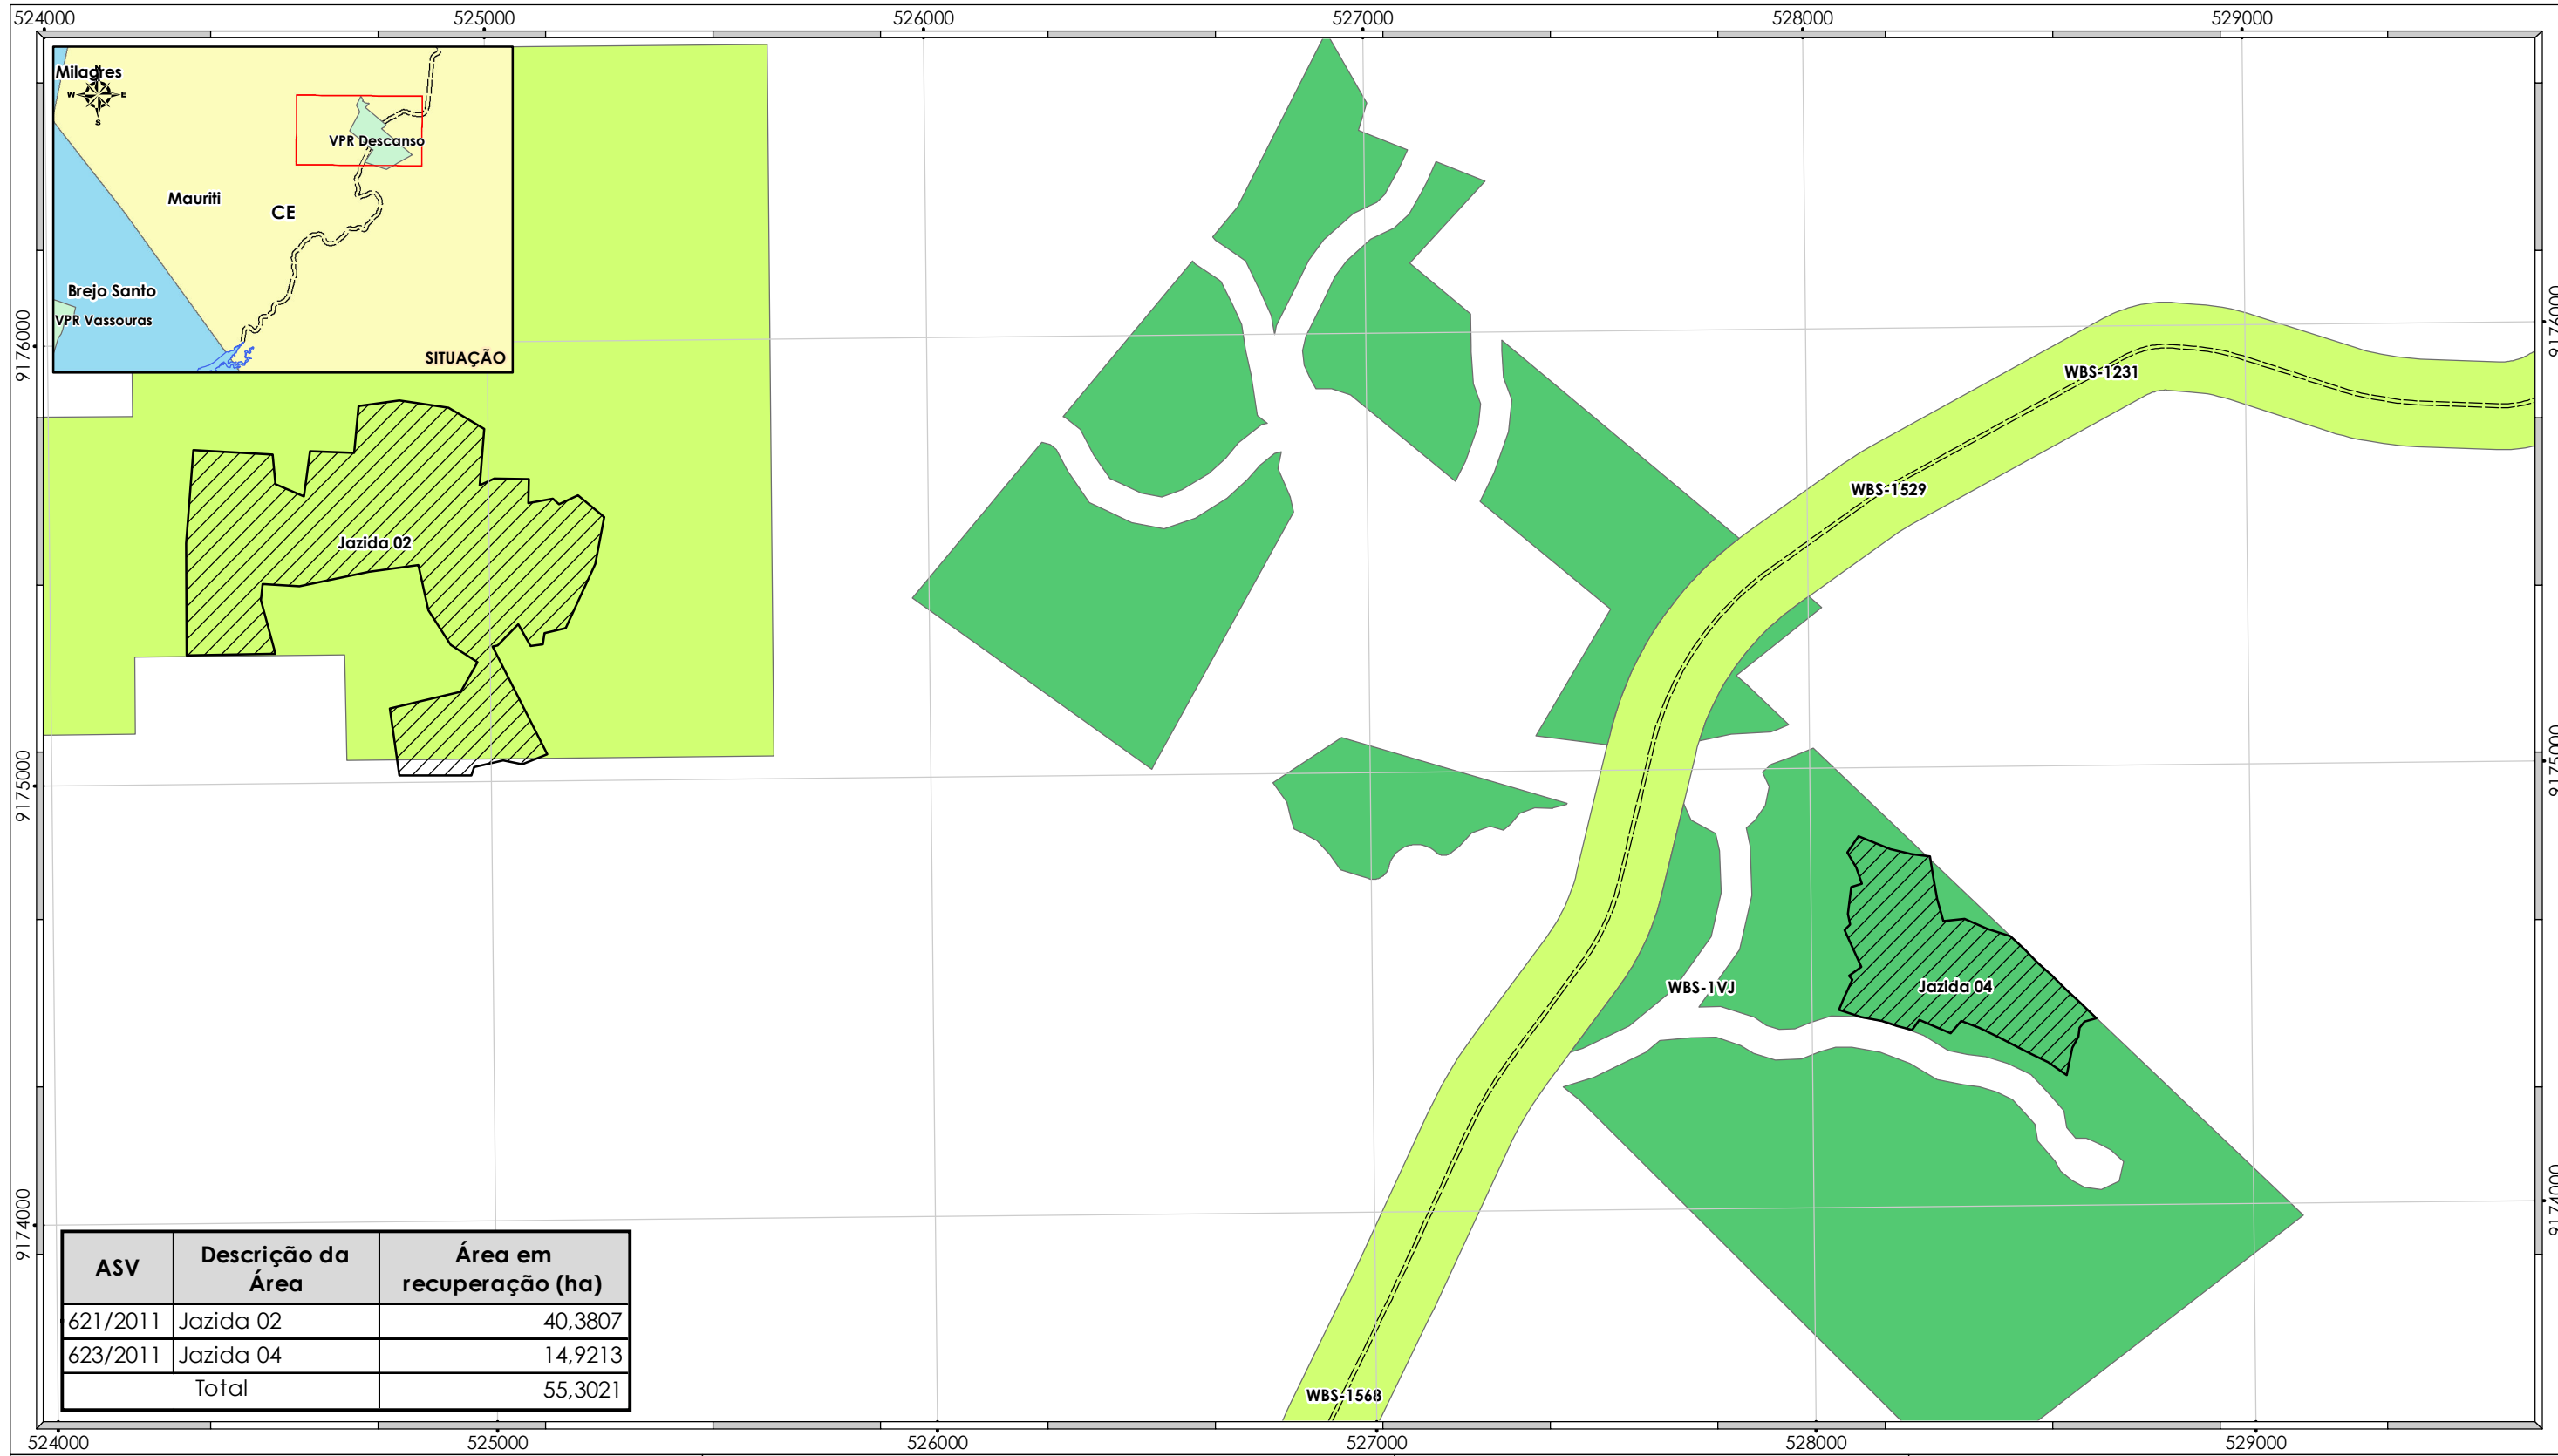 524000
525000
526000
527000
528000
529000
Milagres
N
W
E
S
VPR Descanso
Mauriti
CE
Brejo Santo
VPR Vassouras
SITUAÇÃO
9176000
9176000
WBS-1231
WBS-1529
Jazida 02
9175000
9175000
WBS-1VJ
Jazida 04
9174000
9174000
ASV
Descrição da
Área
Área em
recuperação (ha)
621/2011 Jazida 02 40,3807
623/2011 Jazida 04 14,9213
Total 55,3021
WBS-1568
524000
525000
526000
527000
528000
529000